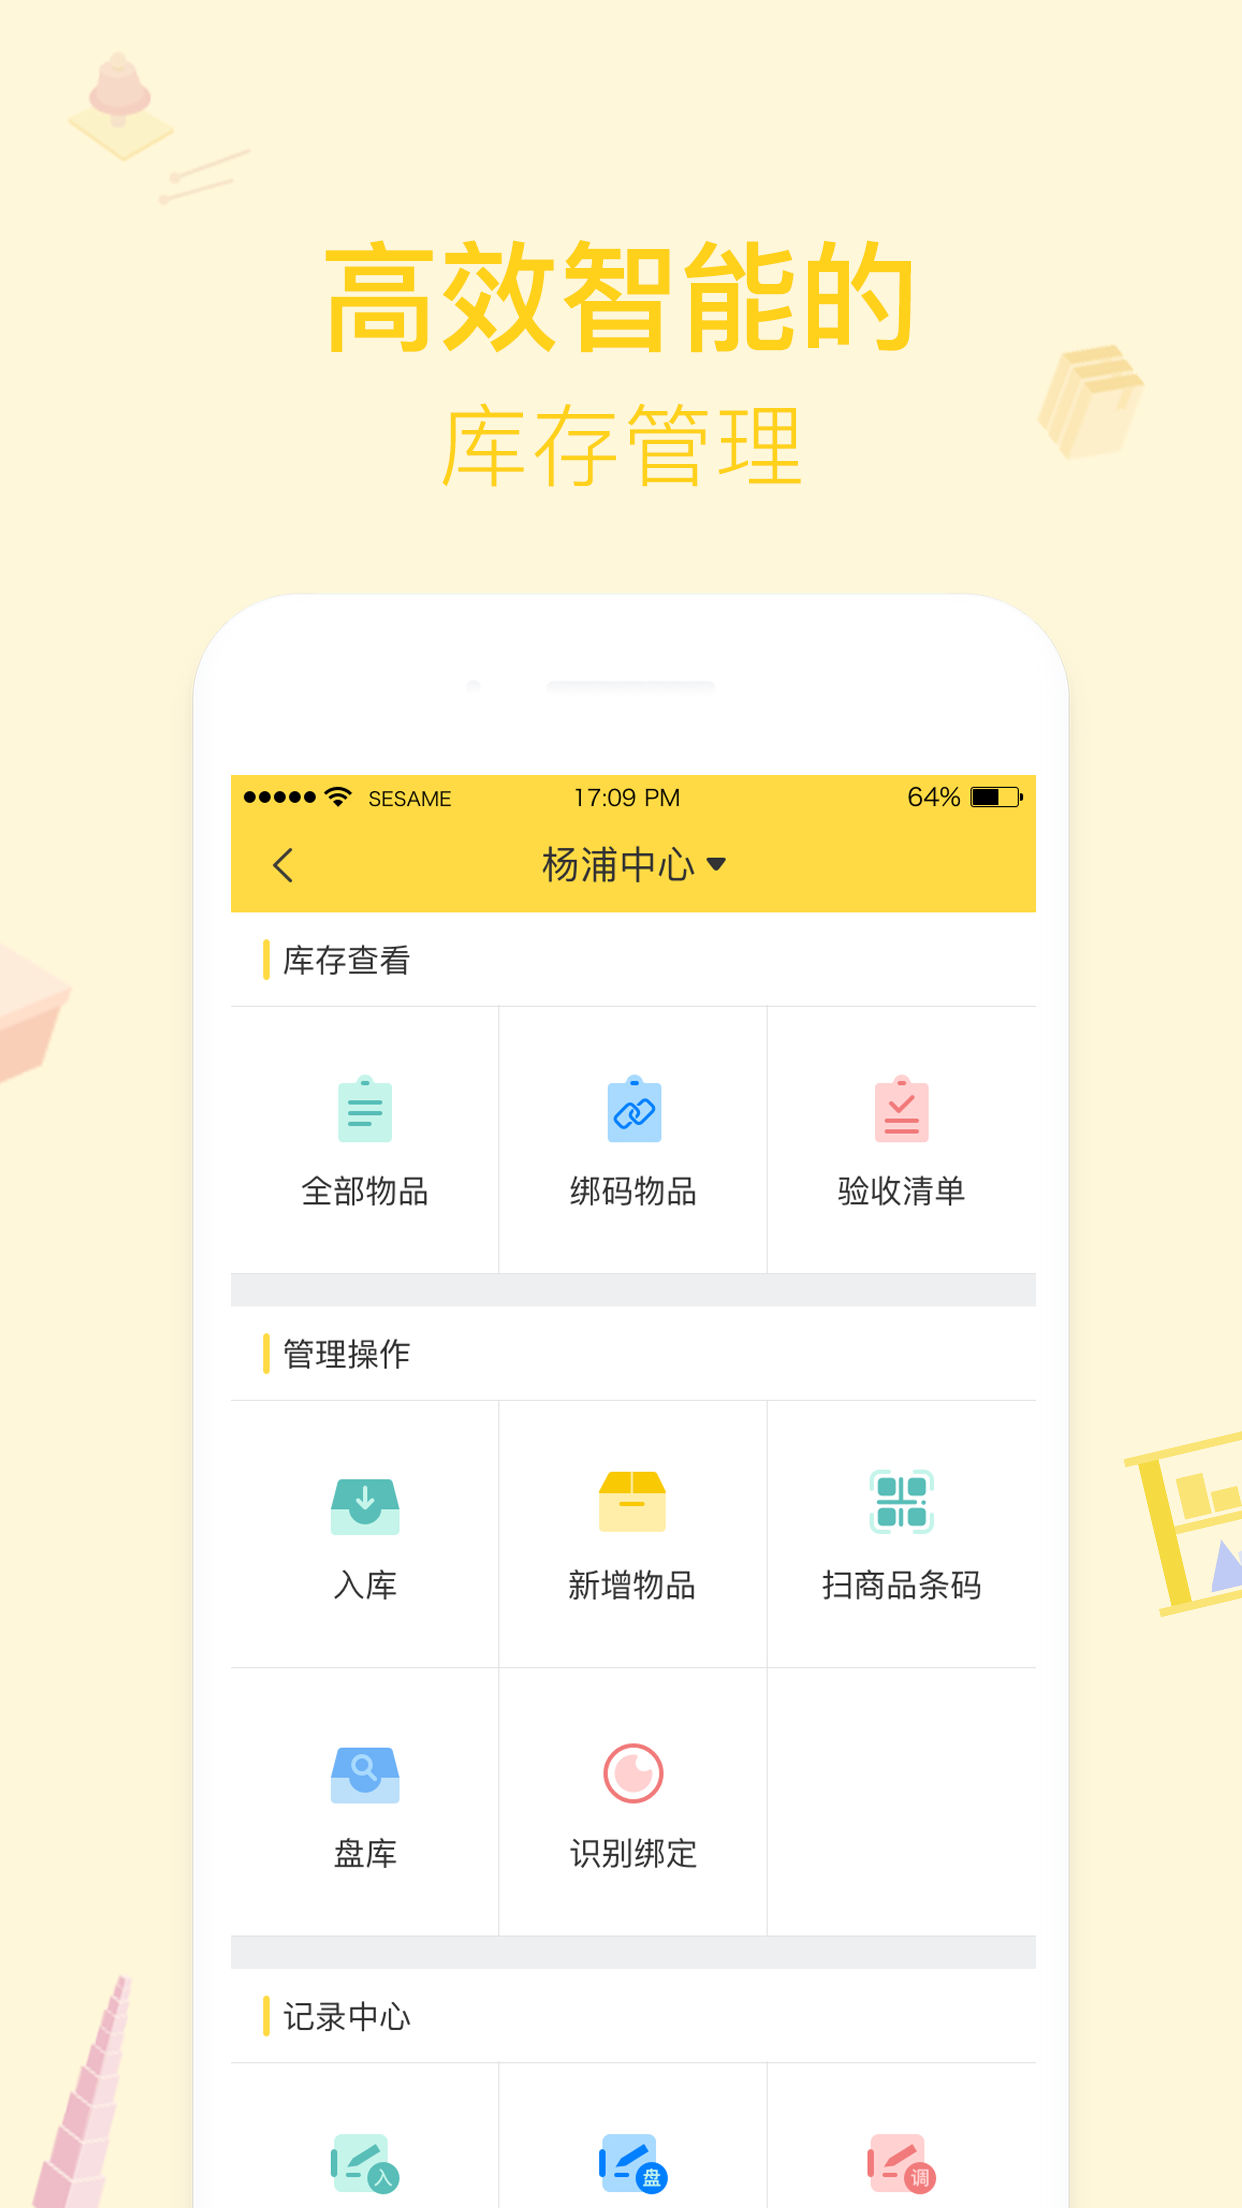 高效智能的
库存管理
SESAME 17:09 PM 64%
杨浦中心
库存查看
全部物品 绑码物品 验收清单
管理操作
入库 新增物品 扫商品条码
盘库 识别绑定
记录中心
入 盘 调